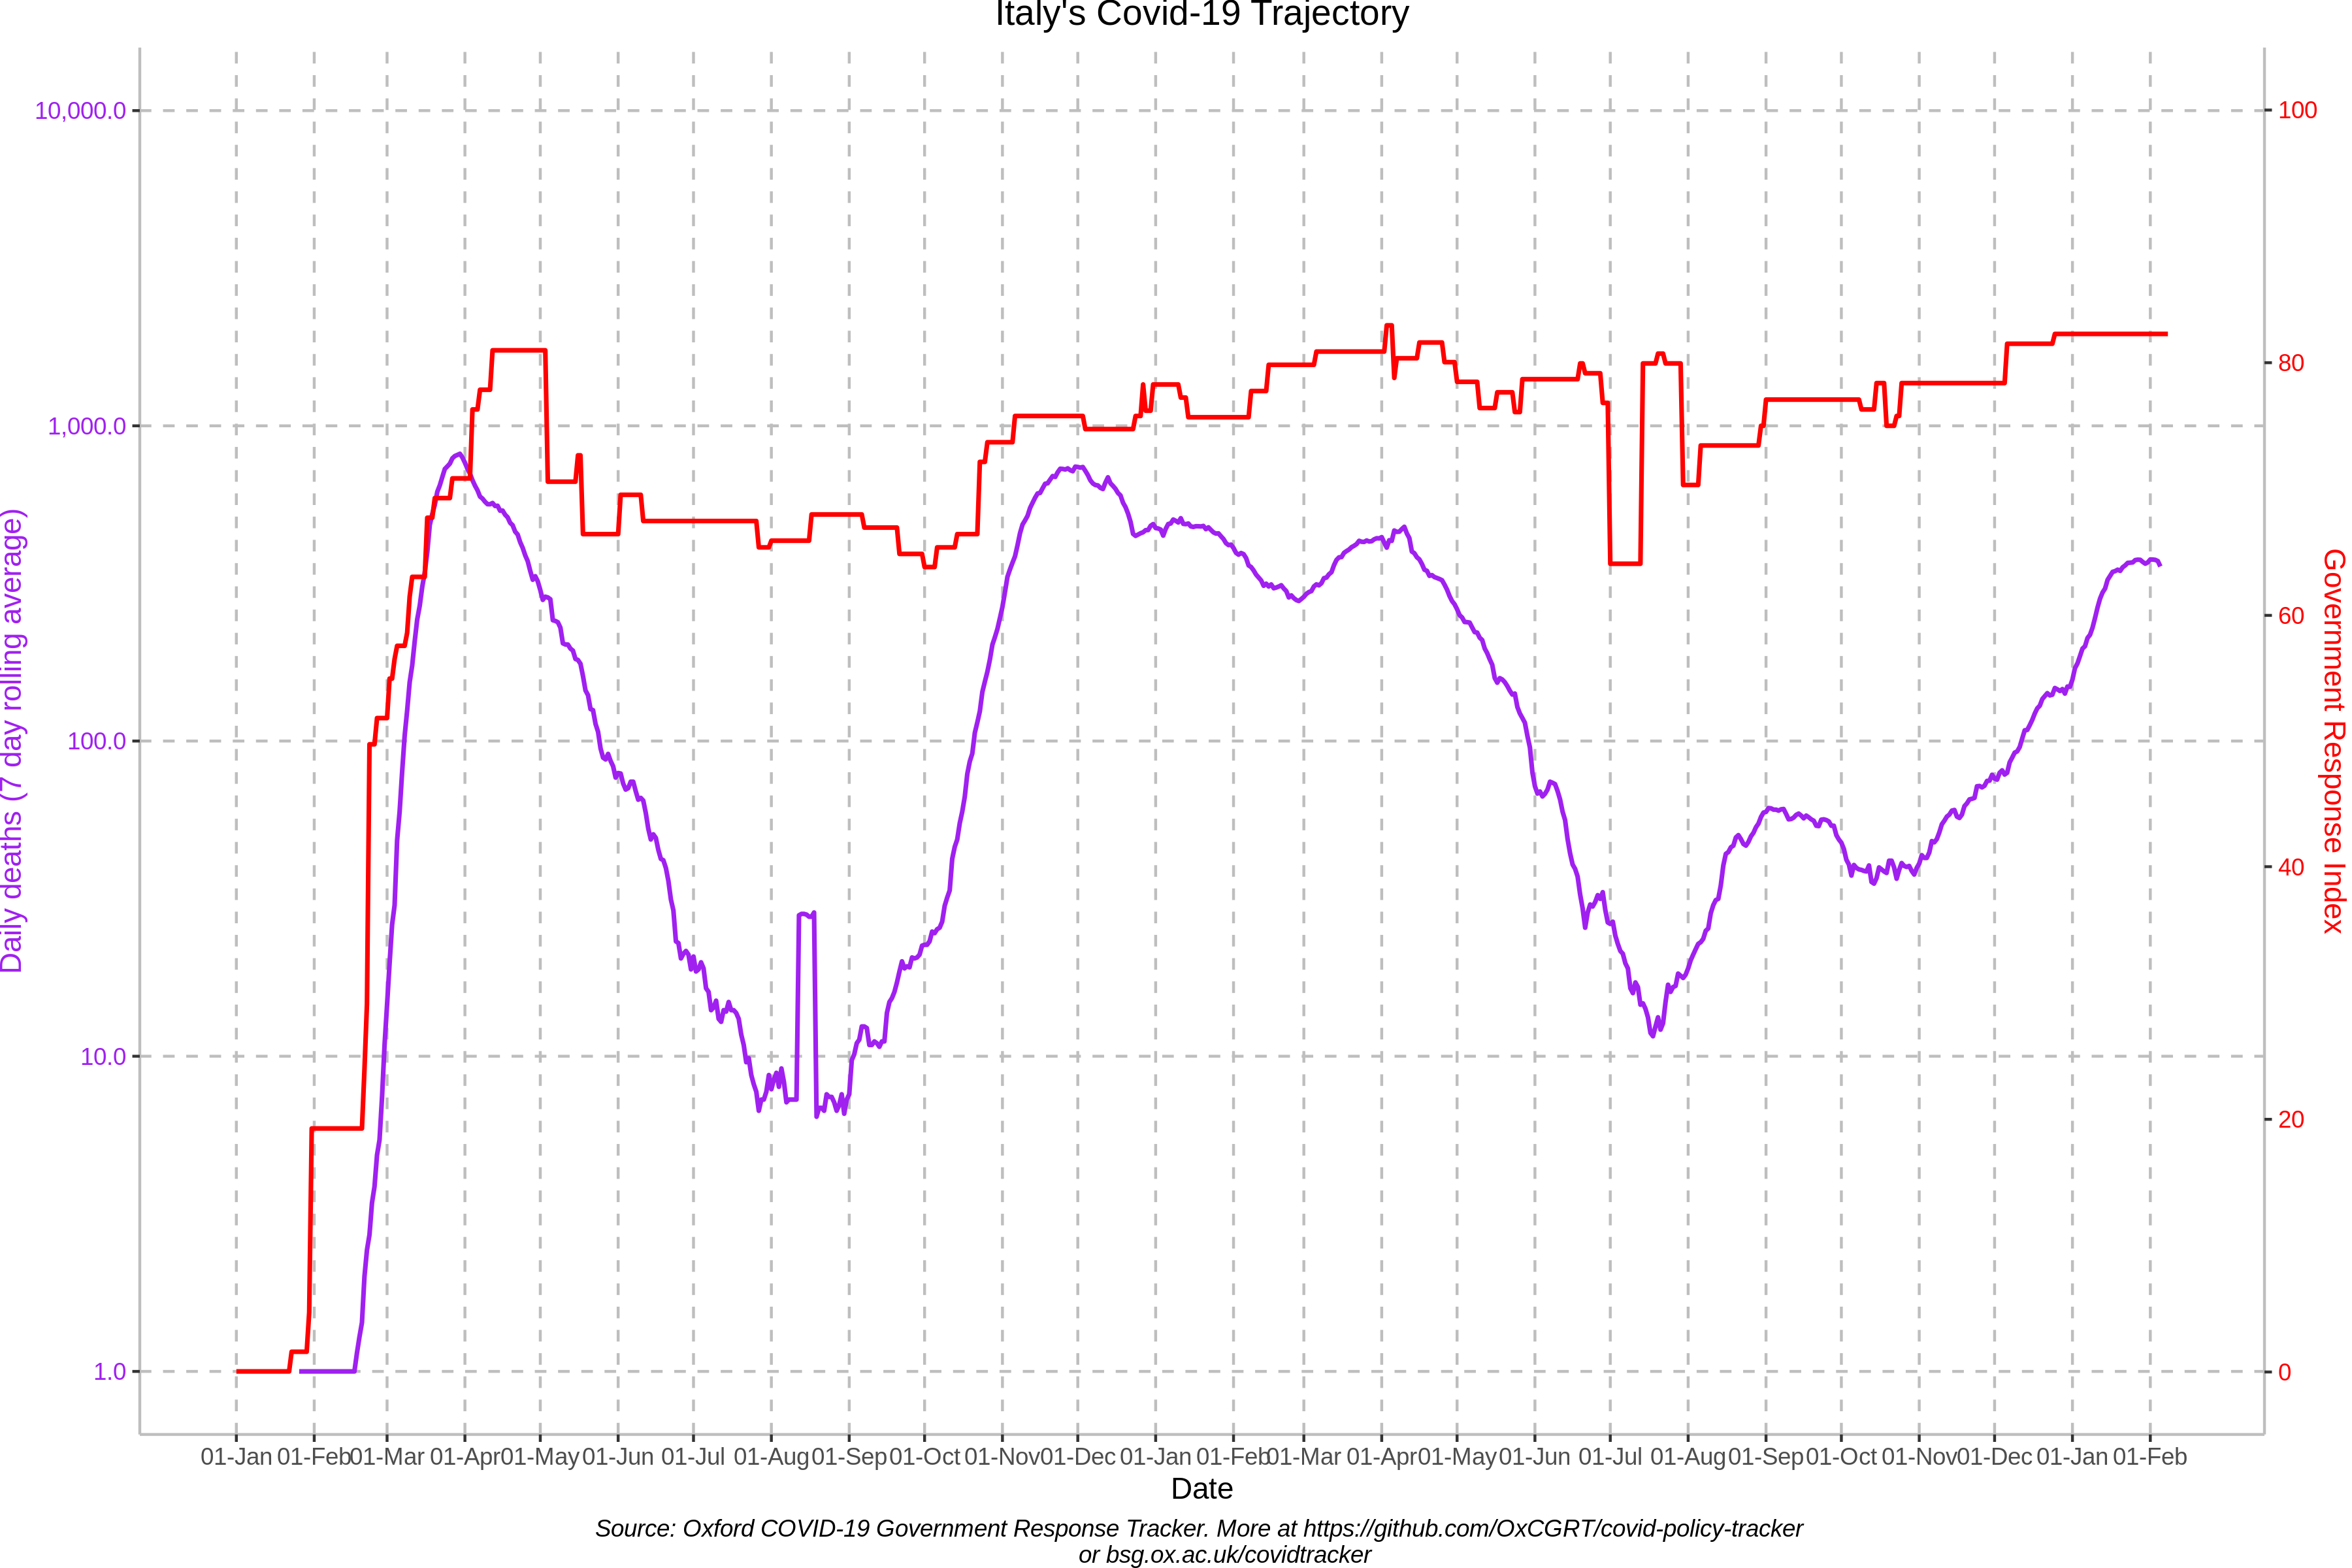 Italy's Covid-19 Trajectory
10,000.0
1,000.0
100.0
10.0
1.0
Daily deaths (7 day rolling average)
100
80
60
40
20
0
Government Response Index
01-Jan 01-Feb 01-Mar 01-Apr 01-May 01-Jun 01-Jul 01-Aug 01-Sep 01-Oct 01-Nov 01-Dec 01-Jan 01-Feb 01-Mar 01-Apr 01-May 01-Jun 01-Jul 01-Aug 01-Sep 01-Oct 01-Nov 01-Dec 01-Jan 01-Feb
Date
Source: Oxford COVID-19 Government Response Tracker. More at https://github.com/OxCGRT/covid-policy-tracker
or bsg.ox.ac.uk/covidtracker